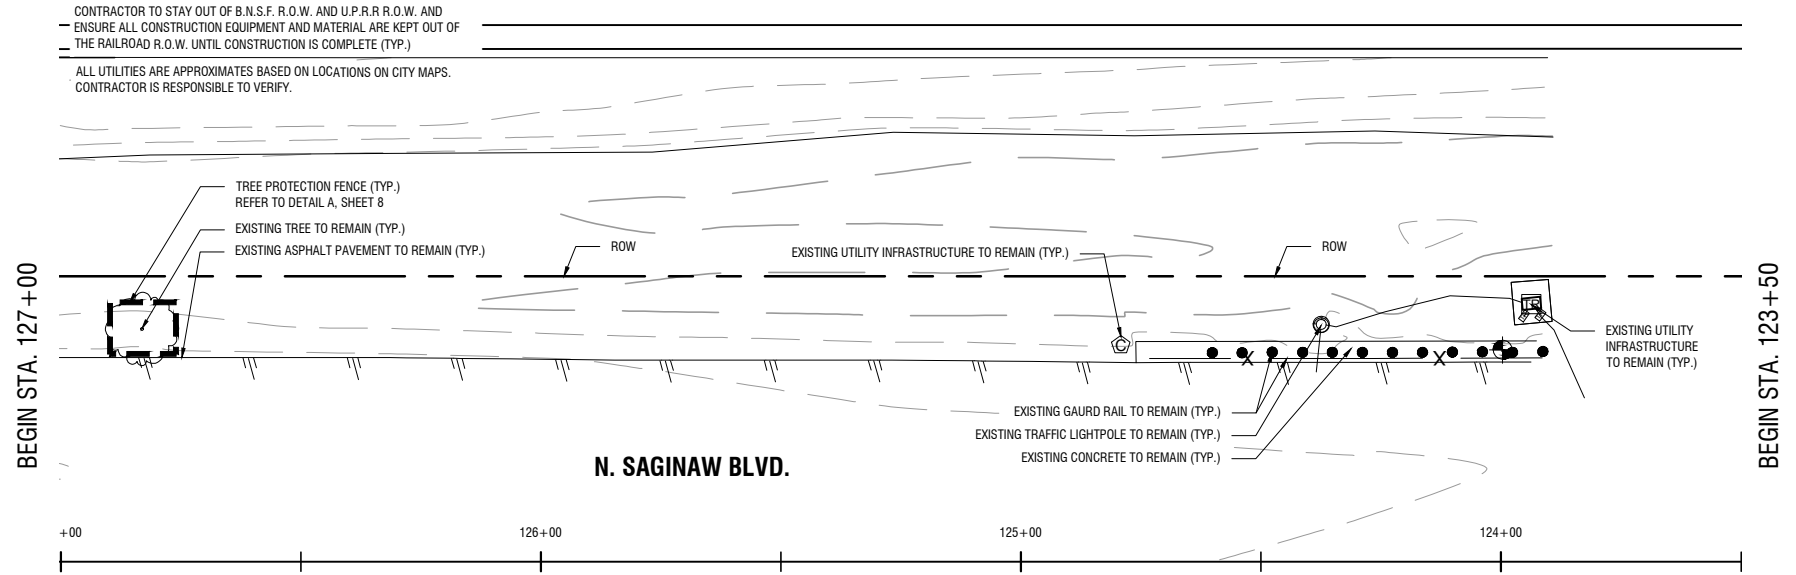 CONTRACTOR TO STAY OUT OF B.N.S.F. R.O.W. AND U.P.R.R R.O.W. AND
ENSURE ALL CONSTRUCTION EQUIPMENT AND MATERIAL ARE KEPT OUT OF
THE RAILROAD R.O.W. UNTIL CONSTRUCTION IS COMPLETE (TYP.)
ALL UTILITIES ARE APPROXIMATES BASED ON LOCATIONS ON CITY MAPS.
CONTRACTOR IS RESPONSIBLE TO VERIFY.
TREE PROTECTION FENCE (TYP.)
REFER TO DETAIL A, SHEET 8
EXISTING TREE TO REMAIN (TYP.)
EXISTING ASPHALT PAVEMENT TO REMAIN (TYP.)
ROW
EXISTING UTILITY INFRASTRUCTURE TO REMAIN (TYP.)
ROW
BEGIN STA. 127+00
BEGIN STA. 123+50
TR
C
X
X
EXISTING UTILITY
INFRASTRUCTURE
TO REMAIN (TYP.)
EXISTING GAURD RAIL TO REMAIN (TYP.)
EXISTING TRAFFIC LIGHTPOLE TO REMAIN (TYP.)
EXISTING CONCRETE TO REMAIN (TYP.)
N. SAGINAW BLVD.
+00
126+00
125+00
124+00